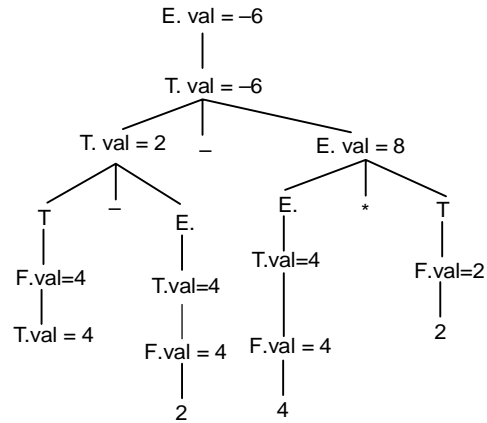 E. val = –6
T. val = –6
T. val = 2 – E. val = 8
T – E. E. * T
F.val=4 T.val=4 T.val=4 F.val=2
T.val = 4 F.val = 4 F.val = 4 2
2 4